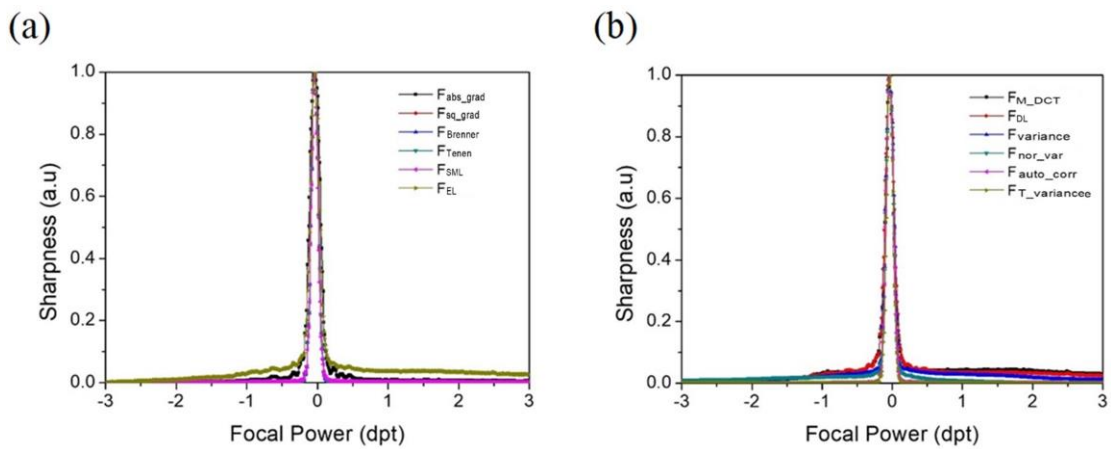 (a)
1.0
0.8
0.6
0.4
0.2
0.0
Sharpness (a.u)
Fabs_grad
Fsq_grad
FBrenner
FTenen
FSML
FEL
-3 -2 -1 0 1 2 3
Focal Power (dpt)
(b)
1.0
0.8
0.6
0.4
0.2
0.0
Sharpness (a.u)
FM_DCT
FDL
Fvariance
Fnor_var
Fauto_corr
FT_variancee
-3 -2 -1 0 1 2 3
Focal Power (dpt)